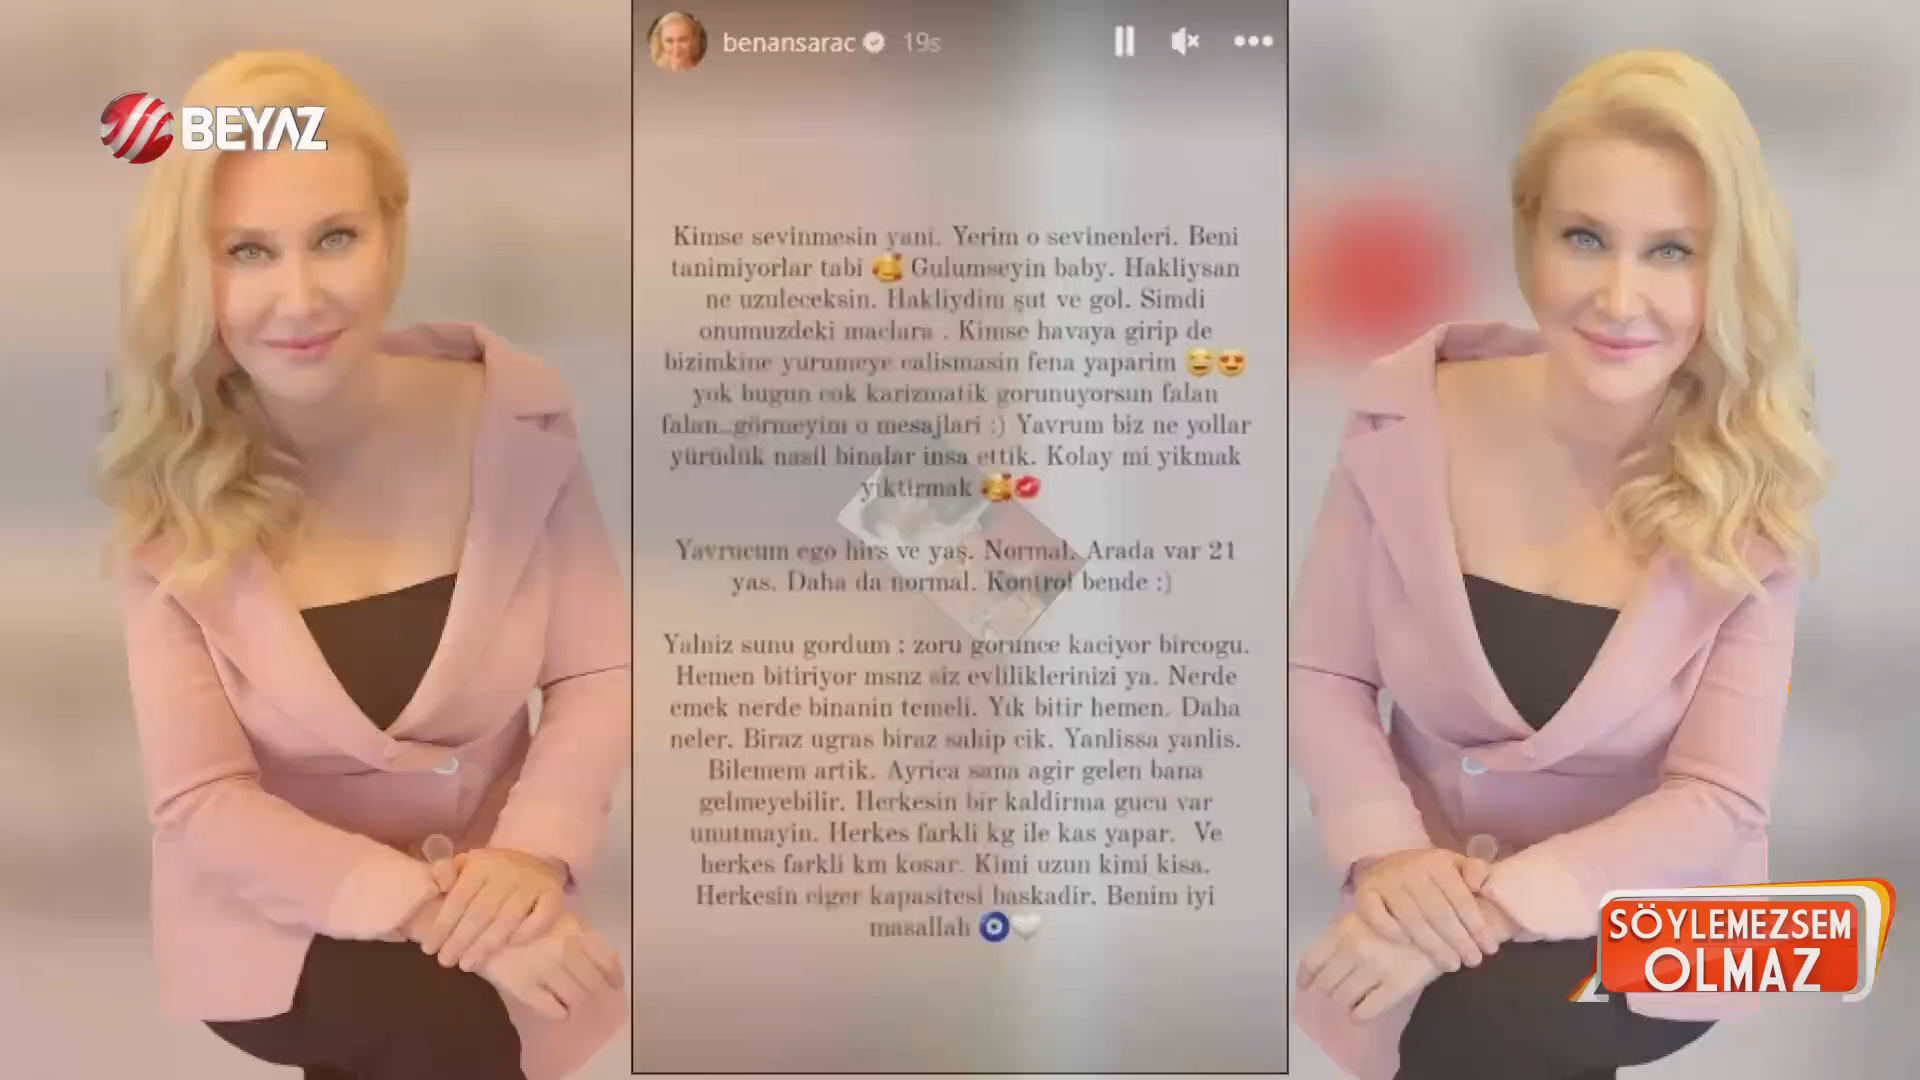 benansarac 19s
BEYAZ
Kimse sevinmesin yani. Yerim o sevinenleri. Beni
tanimiyorlar tabi 🥰 Gulumseyin baby. Hakliysan
ne uzuleceksin. Hakliydim şut ve gol. Simdi
onumuzdeki maclara . Kimse havaya girip de
bizimkine yurumeye calismasin fena yaparim 😅😍
yok bugun cok karizmatik gorunuyorsun falan
falan..görmeyim o mesajlari :) Yavrum biz ne yollar
yürüdük nasil binalar insa ettik. Kolay mi yikmak
yiktirmak 🥰💋
Yavrucum ego hirs ve yaş. Normal. Arada var 21
yas. Daha da normal. Kontrol bende :)
Yalniz sunu gordum : zoru gorunce kaciyor bircogu.
Hemen bitiriyor msnz siz evliliklerinizi ya. Nerde
emek nerde binanin temeli. Yık bitir hemen. Daha
neler. Biraz ugras biraz sahip cik. Yanlissa yanlis.
Bilemem artik. Ayrica sana agir gelen bana
gelmeyebilir. Herkesin bir kaldirma gucu var
unutmayin. Herkes farkli kg ile kas yapar. Ve
herkes farkli km kosar. Kimi uzun kimi kisa.
Herkesin ciger kapasitesi baskadir. Benim iyi
masallah 🧿🤍
SÖYLEMEZSEM
OLMAZ